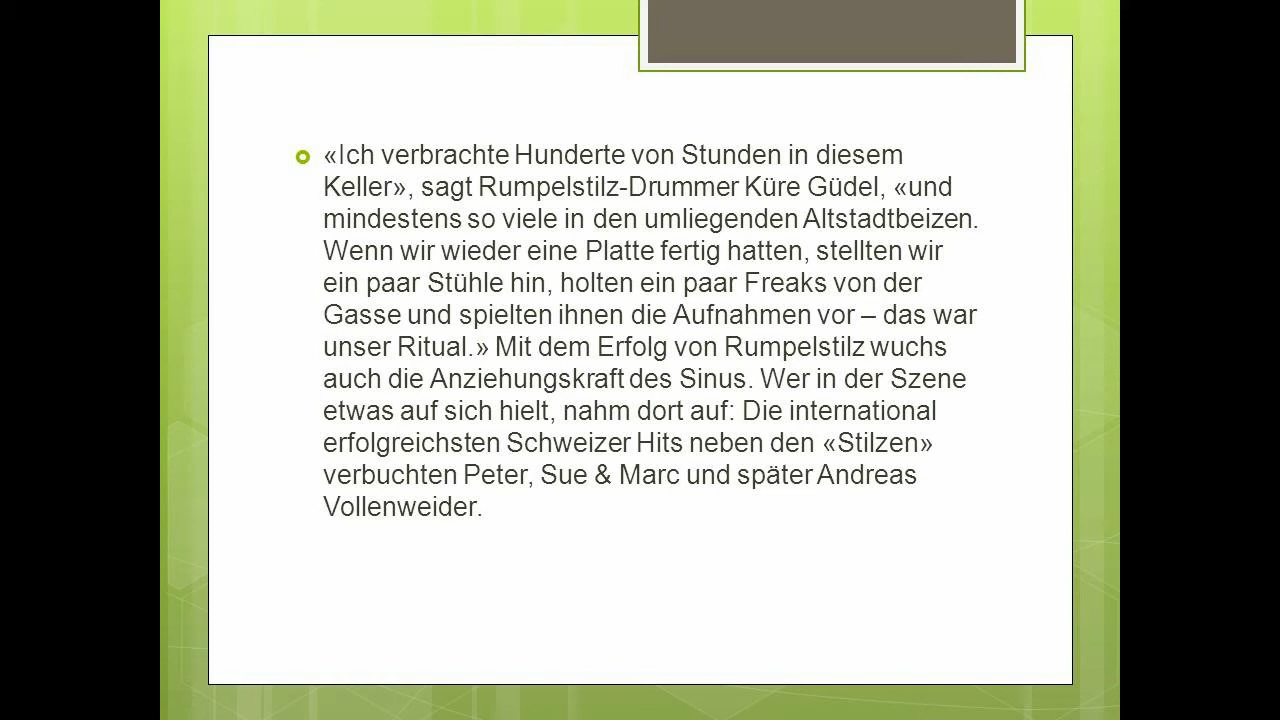 «Ich verbrachte Hunderte von Stunden in diesem
Keller», sagt Rumpelstilz-Drummer Küre Güdel, «und
mindestens so viele in den umliegenden Altstadtbeizen.
Wenn wir wieder eine Platte fertig hatten, stellten wir
ein paar Stühle hin, holten ein paar Freaks von der
Gasse und spielten ihnen die Aufnahmen vor – das war
unser Ritual.» Mit dem Erfolg von Rumpelstilz wuchs
auch die Anziehungskraft des Sinus. Wer in der Szene
etwas auf sich hielt, nahm dort auf: Die international
erfolgreichsten Schweizer Hits neben den «Stilzen»
verbuchten Peter, Sue & Marc und später Andreas
Vollenweider.